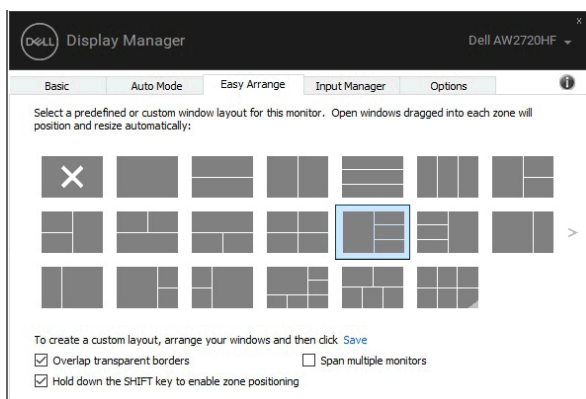 DELL Display Manager Dell AW2720HF
x
Basic Auto Mode Easy Arrange Input Manager Options
Select a predefined or custom window layout for this monitor. Open windows dragged into each zone will
position and resize automatically:
To create a custom layout, arrange your windows and then click Save
Overlap transparent borders Span multiple monitors
Hold down the SHIFT key to enable zone positioning